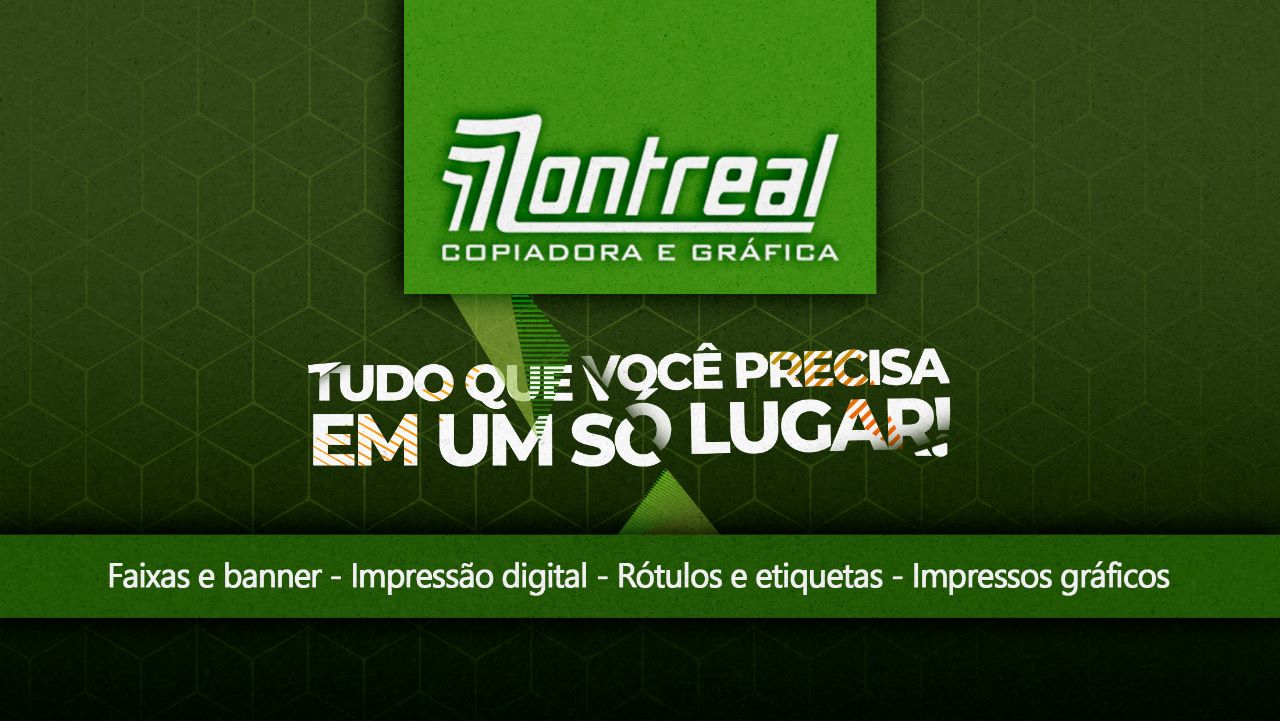 Montreal
COPIADORA E GRÁFICA
TUDO QUE VOCÊ PRECISA
EM UM SÓ LUGAR!
Faixas e banner - Impressão digital - Rótulos e etiquetas - Impressos gráficos